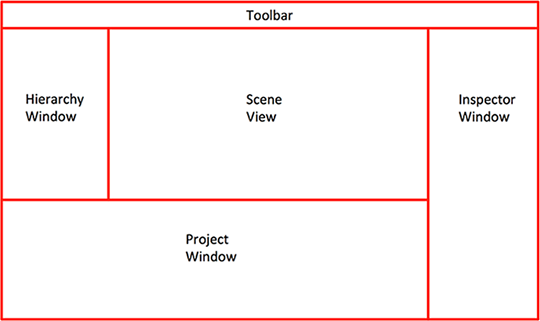 Toolbar
Hierarchy
Window
Scene
View
Inspector
Window
Project
Window